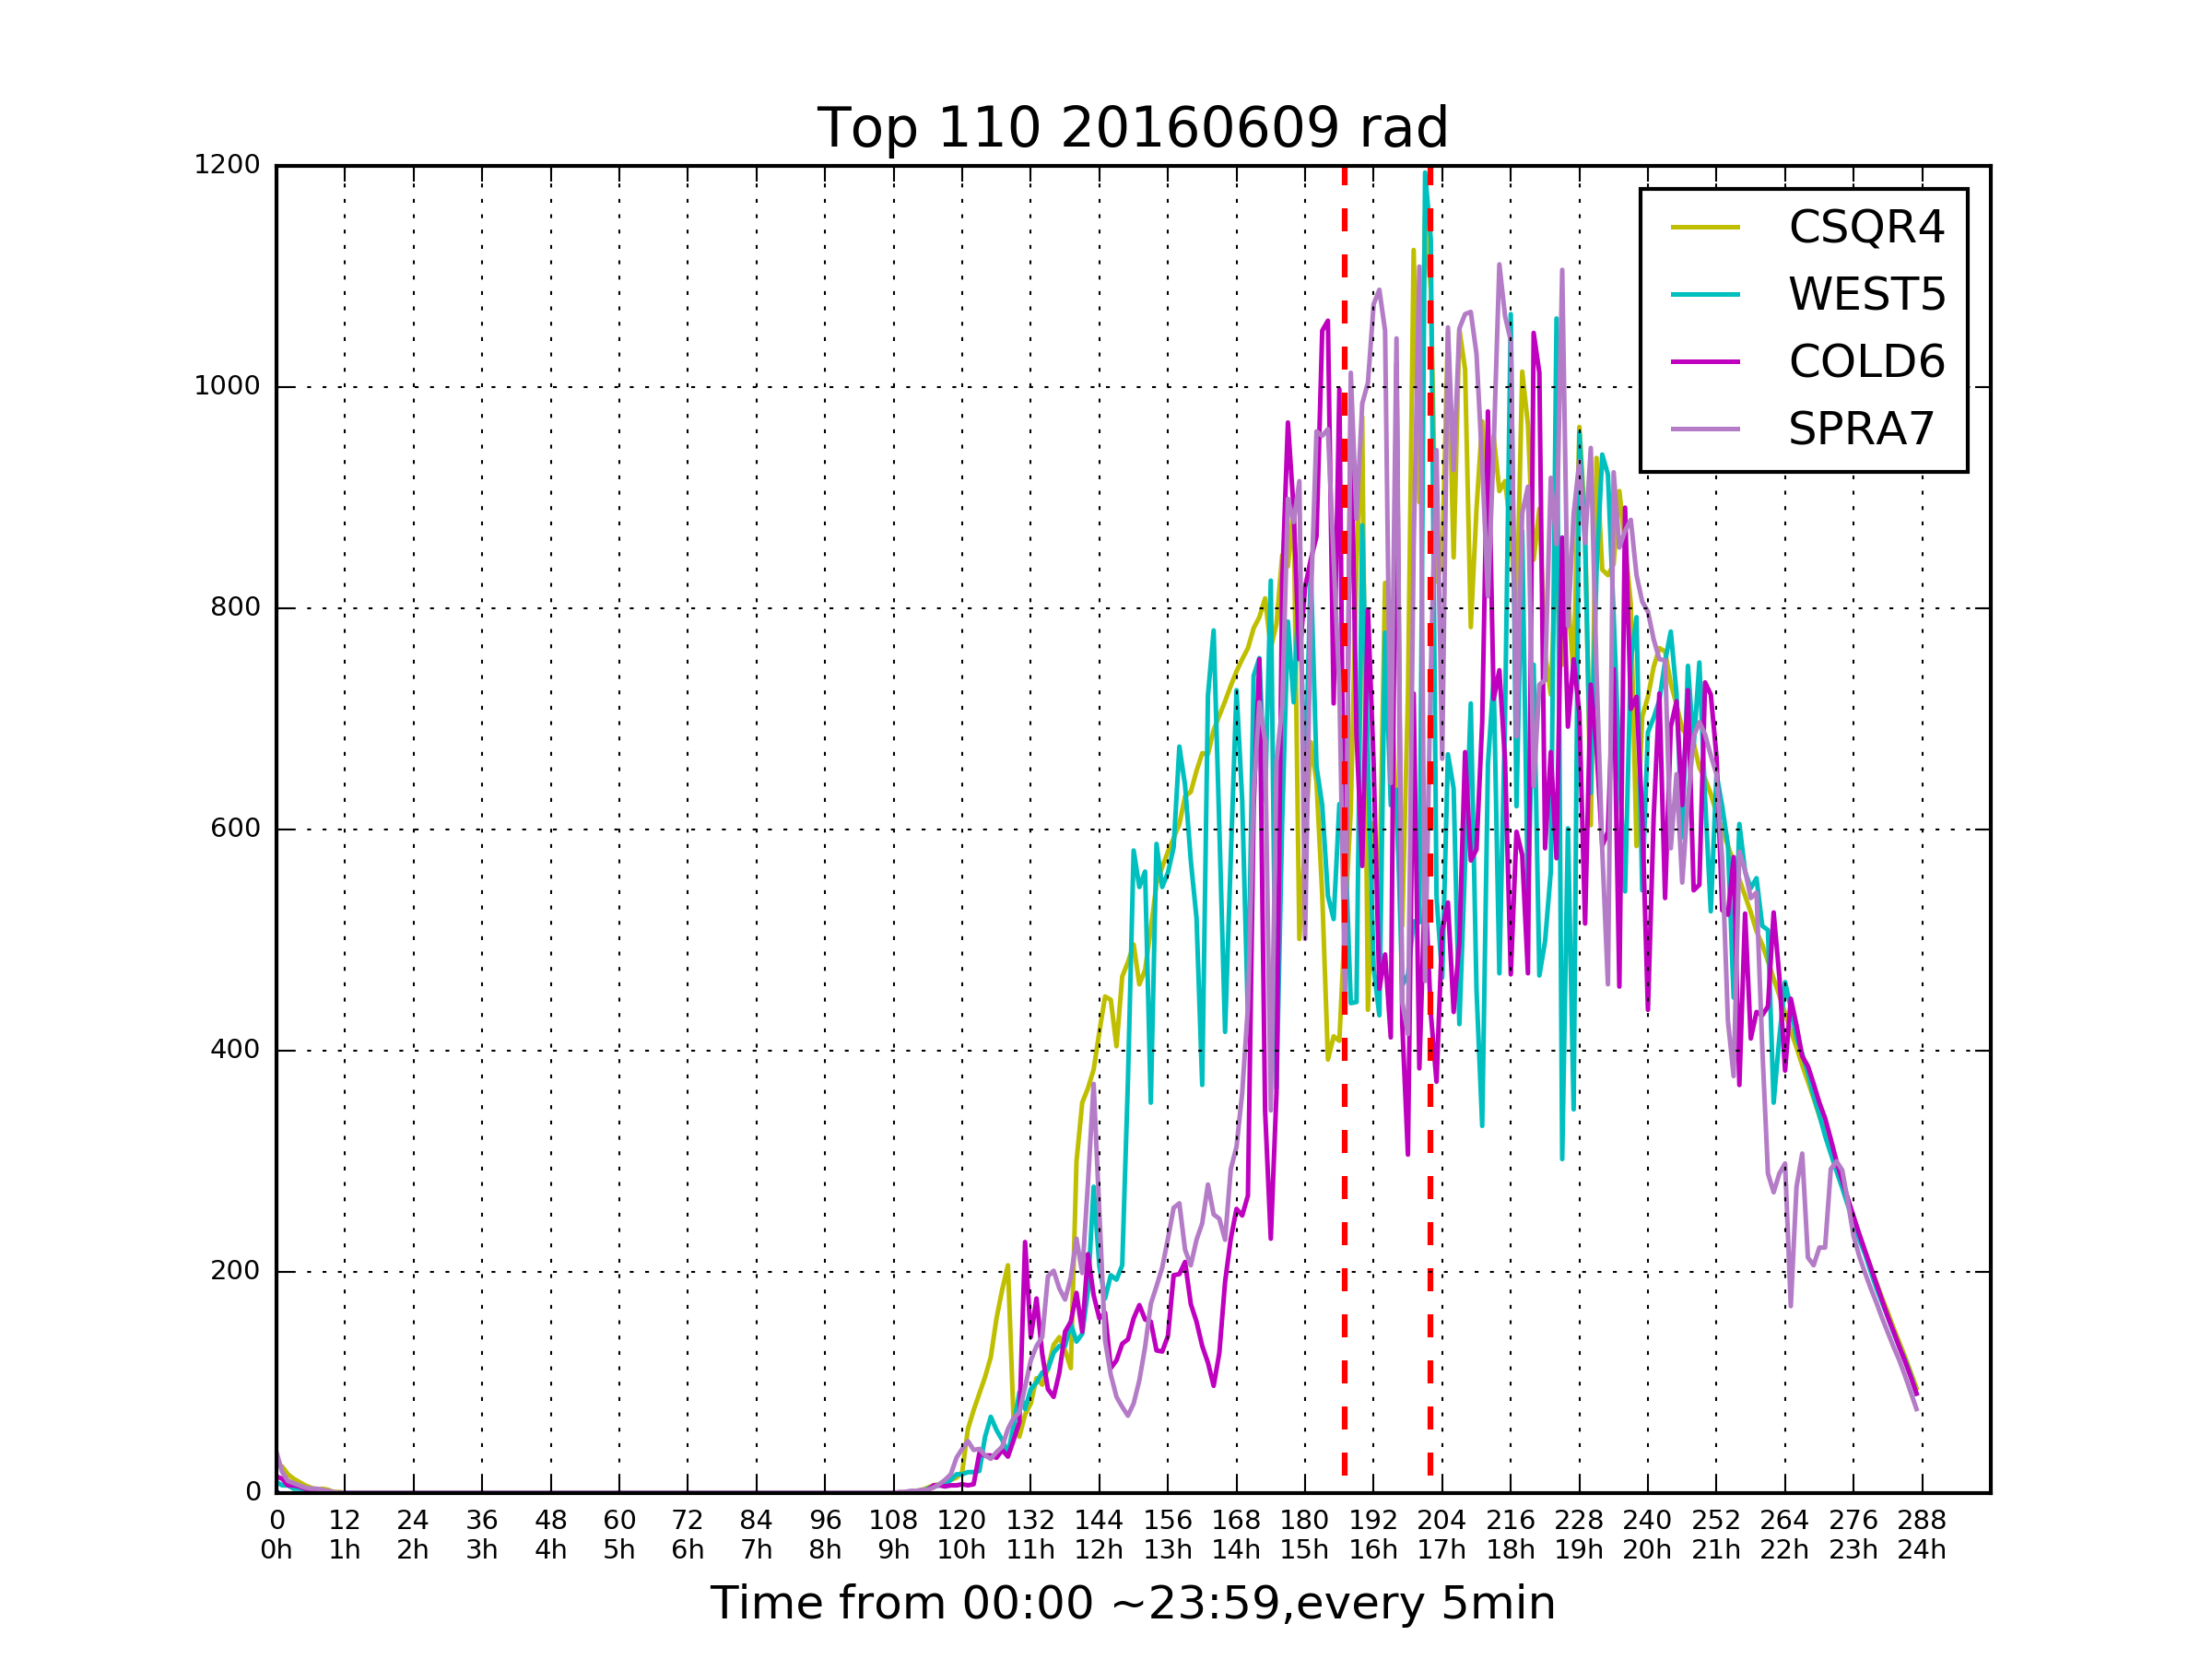 Top 110 20160609 rad
1200
1000
800
600
400
200
0
CSQR4
WEST5
COLD6
SPRA7
0 12 24 36 48 60 72 84 96 108 120 132 144 156 168 180 192 204 216 228 240 252 264 276 288
0h 1h 2h 3h 4h 5h 6h 7h 8h 9h 10h 11h 12h 13h 14h 15h 16h 17h 18h 19h 20h 21h 22h 23h 24h
Time from 00:00 ~23:59,every 5min